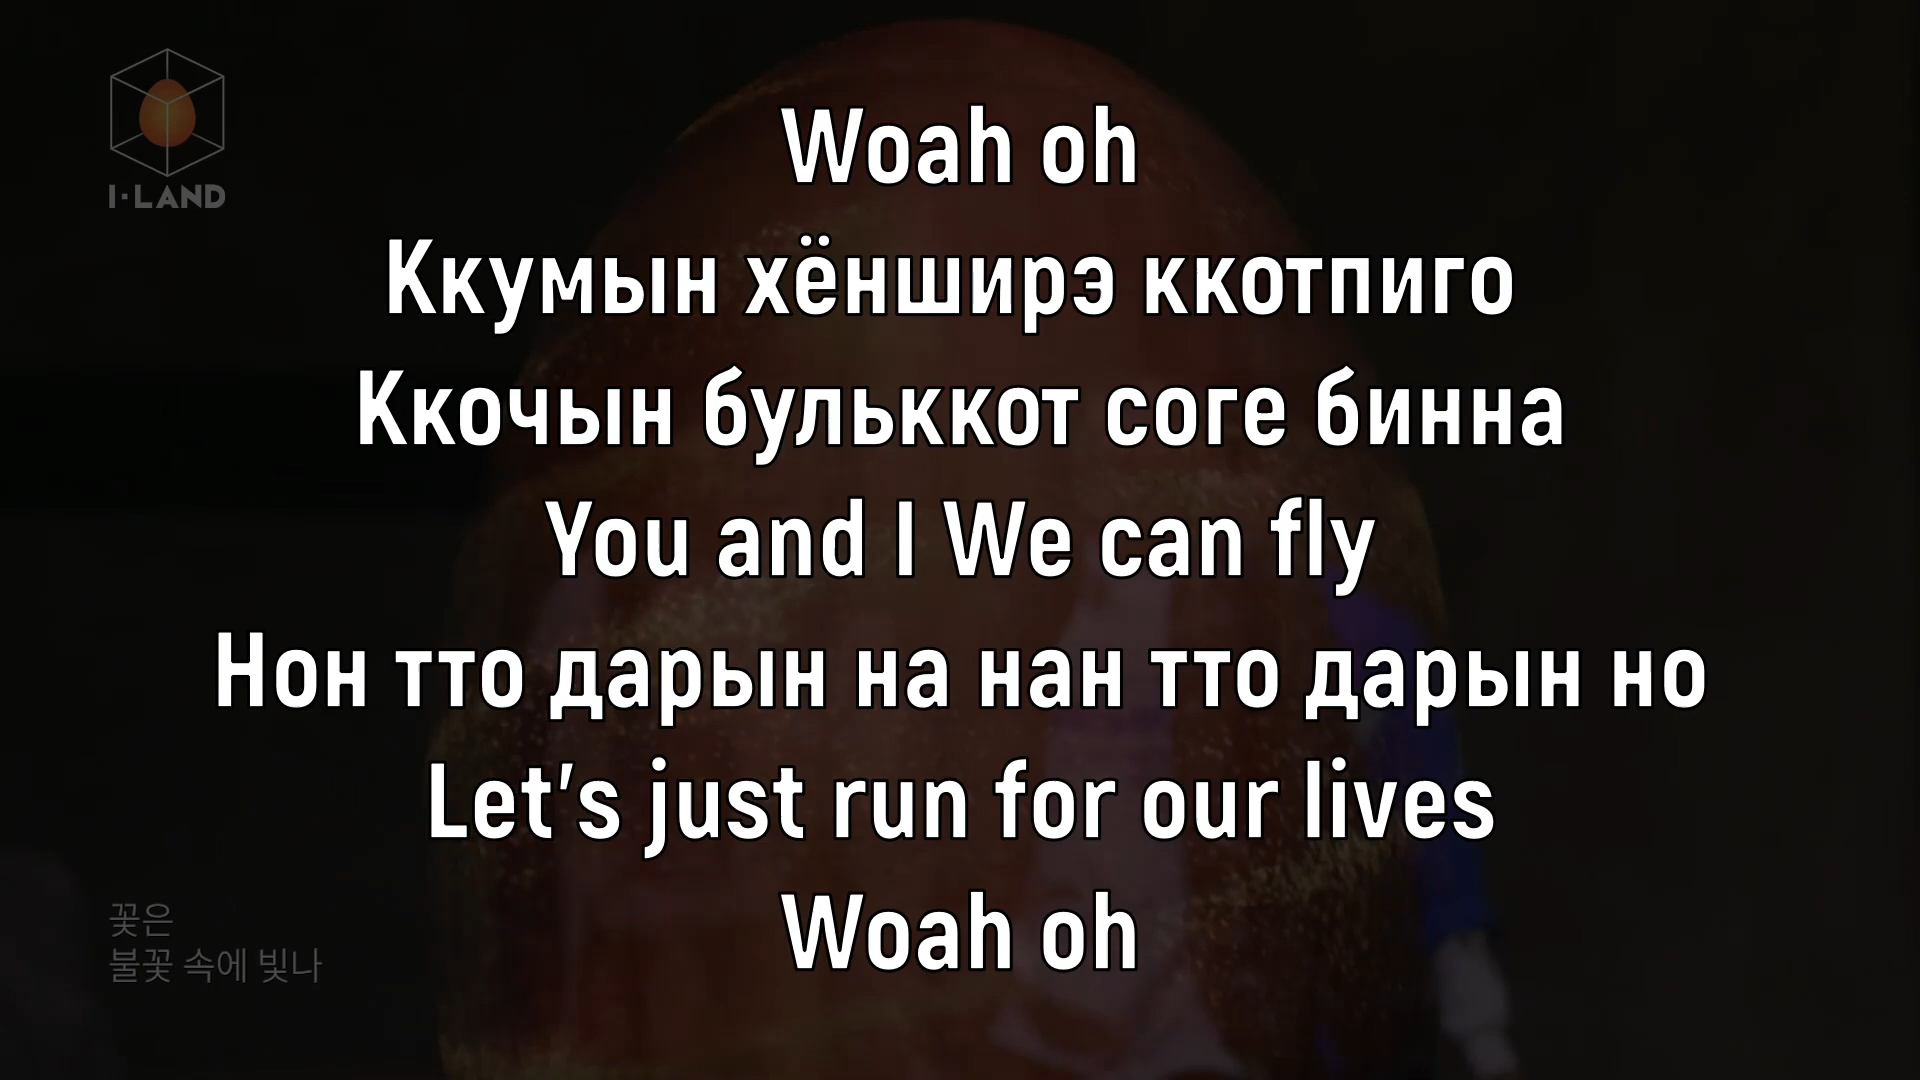 I·LAND
Woah oh
Ккумын хёнширэ ккотпиго
Ккочын булькkот соге бинна
You and I We can fly
Нон тто дарын на нан тто дарын но
Let's just run for our lives
Woah oh
꽃은
불꽃 속에 빛나